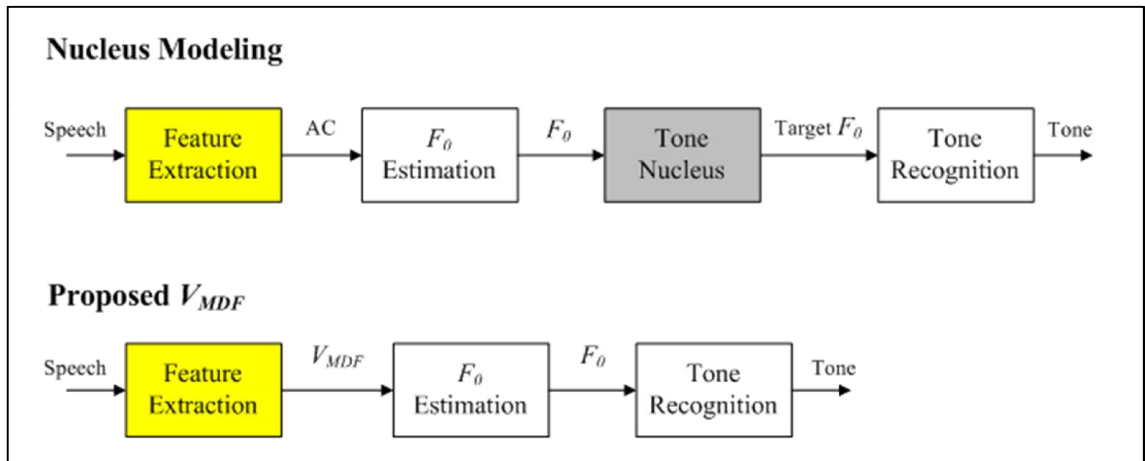 Nucleus Modeling
Speech
Feature
Extraction
AC
F0
Estimation
F0
Tone
Nucleus
Target F0
Tone
Recognition
Tone
Proposed VMDF
Speech
Feature
Extraction
VMDF
F0
Estimation
F0
Tone
Recognition
Tone